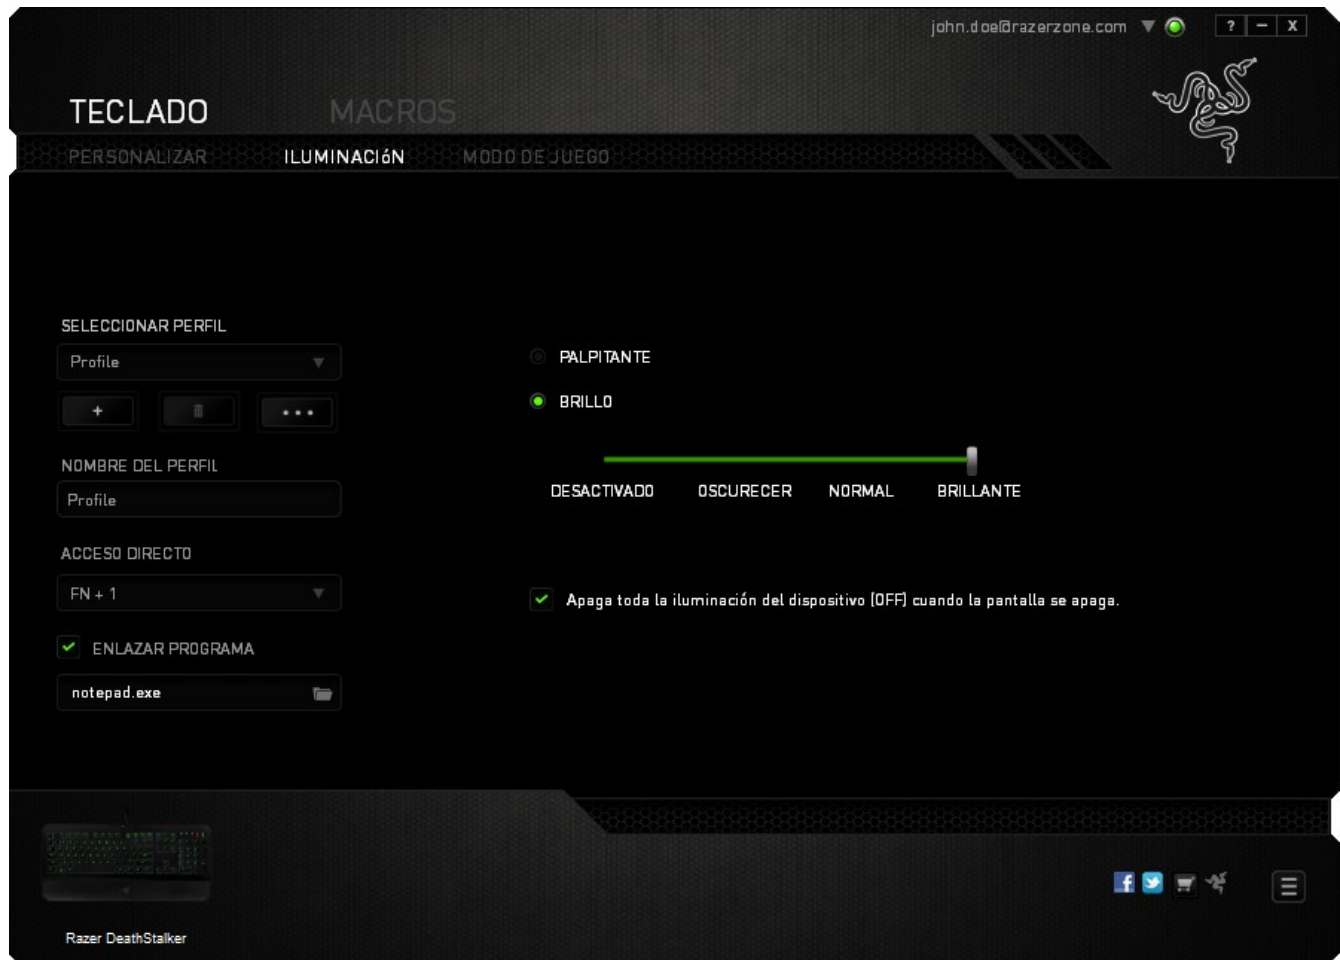 john.doe@razerzone.com
? - X
TECLADO MACROS
PERSONALIZAR ILUMINACIóN MODO DE JUEGO
SELECCIONAR PERFIL
Profile
+ ...
NOMBRE DEL PERFIL
Profile
ACCESO DIRECTO
FN + 1
ENLAZAR PROGRAMA
notepad.exe
PALPITANTE
BRILLO
DESACTIVADO OSCURECER NORMAL BRILLANTE
Apaga toda la iluminación del dispositivo (OFF) cuando la pantalla se apaga.
Razer DeathStalker